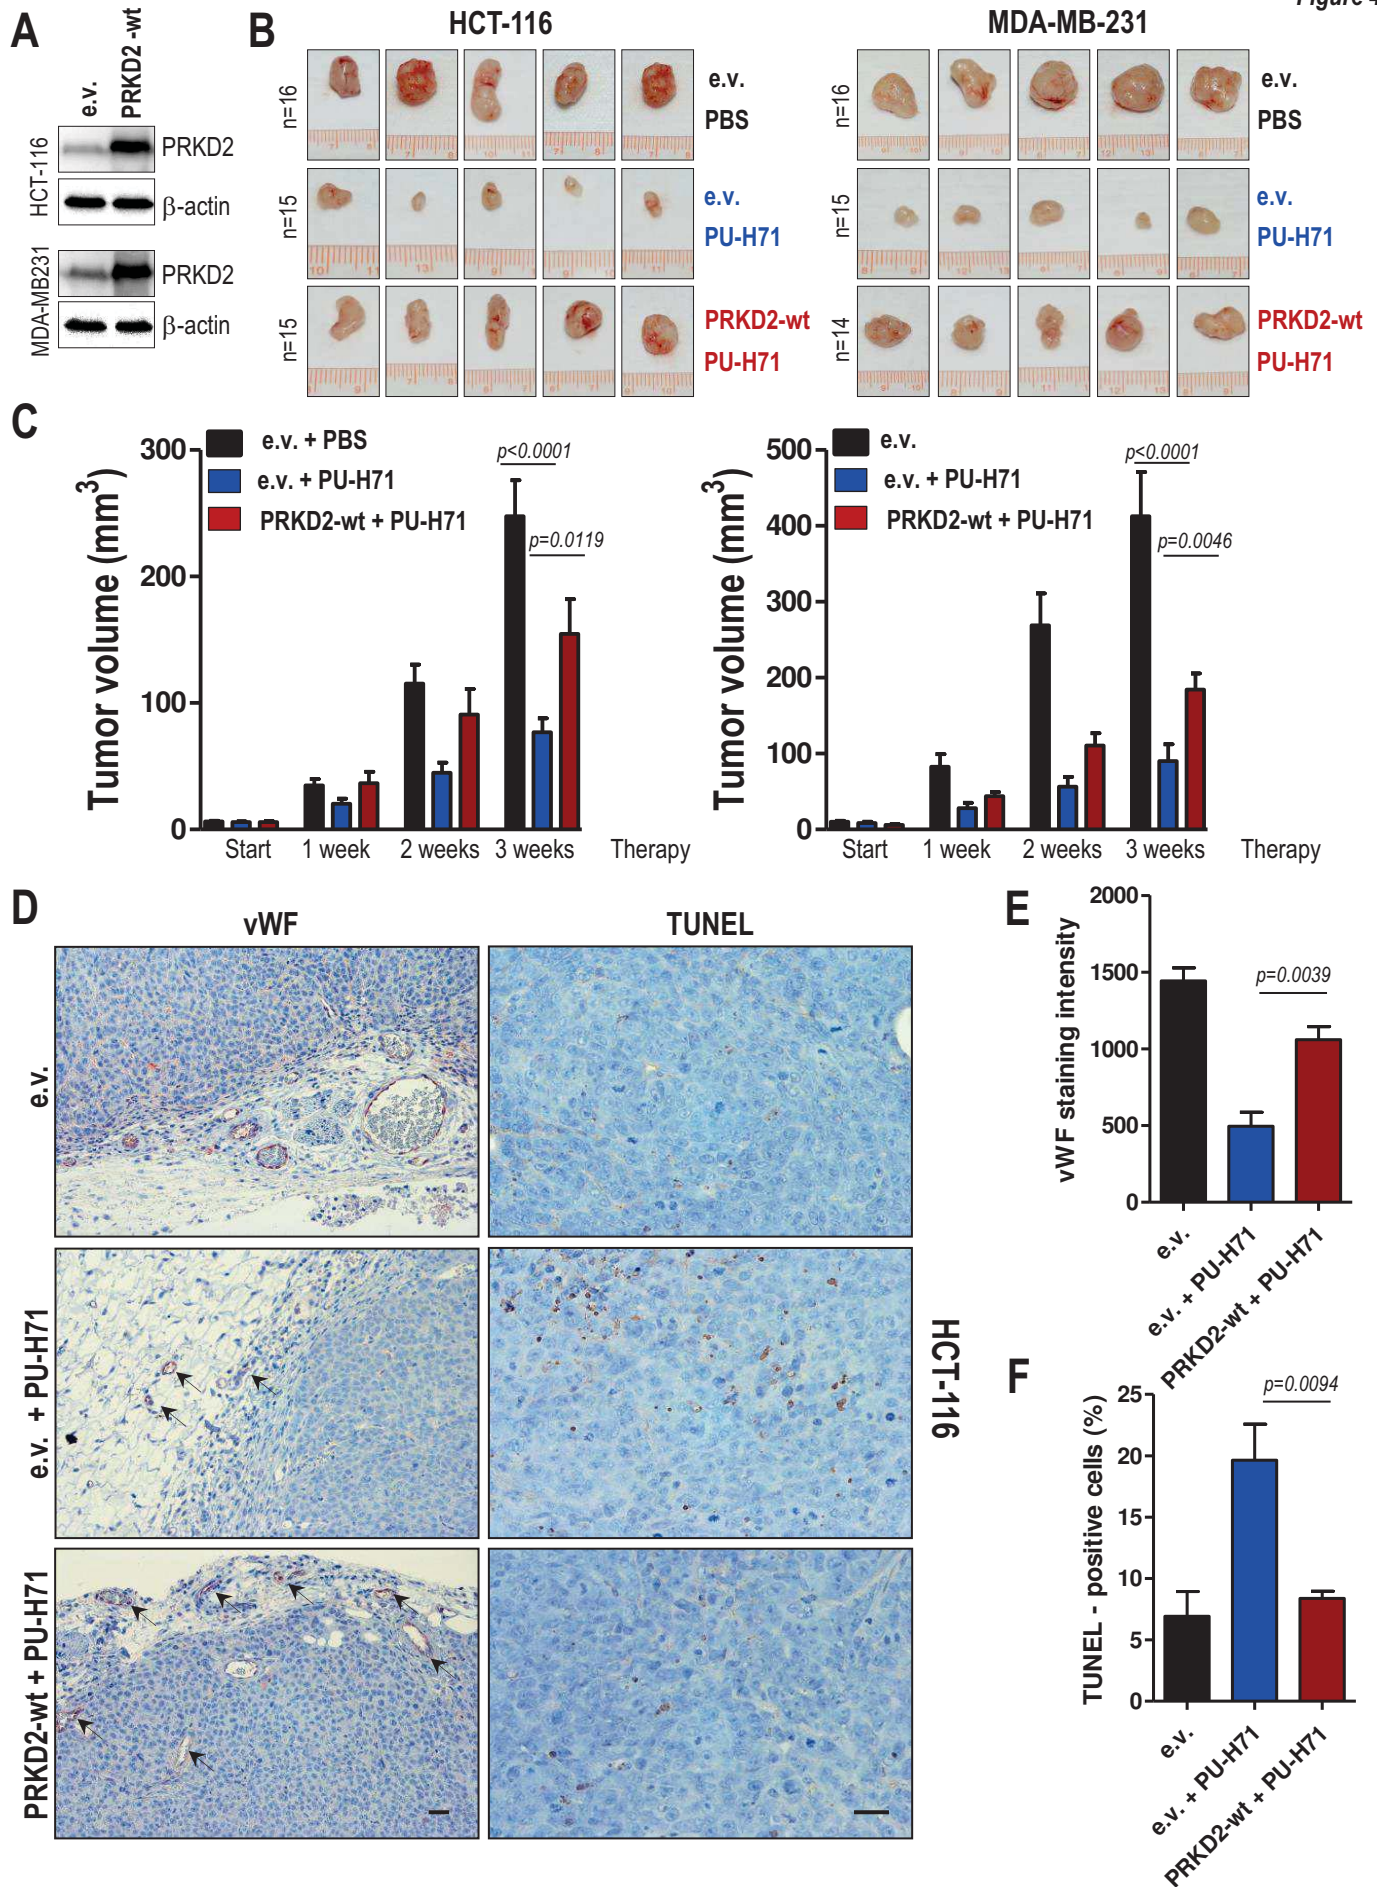 Figure 4
A
e.v.
PRKD2 -wt
HCT-116
PRKD2
β-actin
MDA-MB231
PRKD2
β-actin
B
HCT-116
MDA-MB-231
n=16
e.v.
PBS
n=16
e.v.
PBS
n=15
e.v.
PU-H71
n=15
e.v.
PU-H71
n=15
PRKD2-wt
PU-H71
n=14
PRKD2-wt
PU-H71
C
Tumor volume (mm³)
300
200
100
0
e.v. + PBS
e.v. + PU-H71
PRKD2-wt + PU-H71
p<0.0001
p=0.0119
Start 1 week 2 weeks 3 weeks Therapy
Tumor volume (mm³)
500
400
300
200
100
0
e.v.
e.v. + PU-H71
PRKD2-wt + PU-H71
p<0.0001
p=0.0046
Start 1 week 2 weeks 3 weeks Therapy
D
vWF
TUNEL
e.v.
e.v. + PU-H71
PRKD2-wt + PU-H71
HCT-116
E
vWF staining intensity
2000
1500
1000
500
0
p=0.0039
e.v.
e.v. + PU-H71
PRKD2-wt + PU-H71
F
TUNEL - positive cells (%)
25
20
15
10
5
0
p=0.0094
e.v.
e.v. + PU-H71
PRKD2-wt + PU-H71